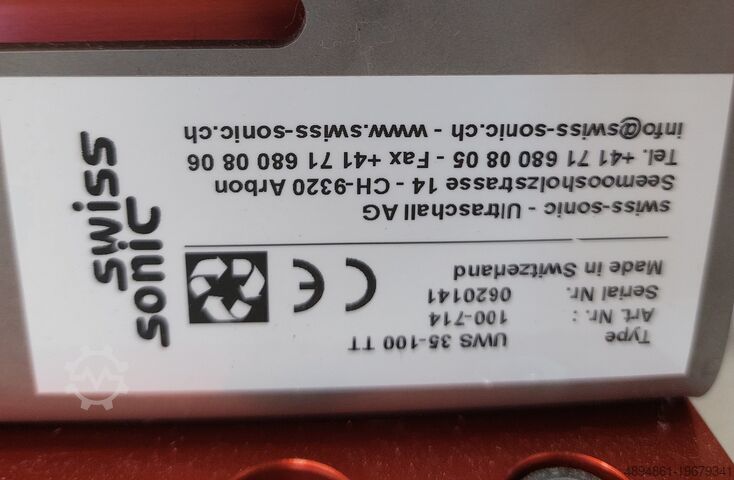 Type UWS 35-100 TT
Art. Nr.: 100-714
Serial Nr. 0620141
Made in Switzerland
swiss-sonic - Ultraschall AG
Seemoosholzstrasse 14 - CH-9320 Arbon
Tel. +41 71 680 08 05 - Fax +41 71 680 08 06
info@swiss-sonic.ch - www.swiss-sonic.ch
swiss
sonic
4894861-19679341